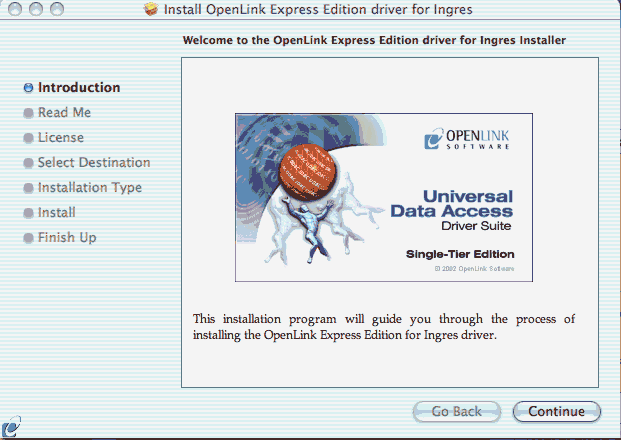 Install OpenLink Express Edition driver for Ingres
Welcome to the OpenLink Express Edition driver for Ingres Installer
Introduction
Read Me
License
Select Destination
Installation Type
Install
Finish Up
OPENLINK
SOFTWARE
Universal
Data Access
Driver Suite
Single-Tier Edition
© 2002 OpenLink Software
This installation program will guide you through the process of
installing the OpenLink Express Edition for Ingres driver.
Go Back
Continue